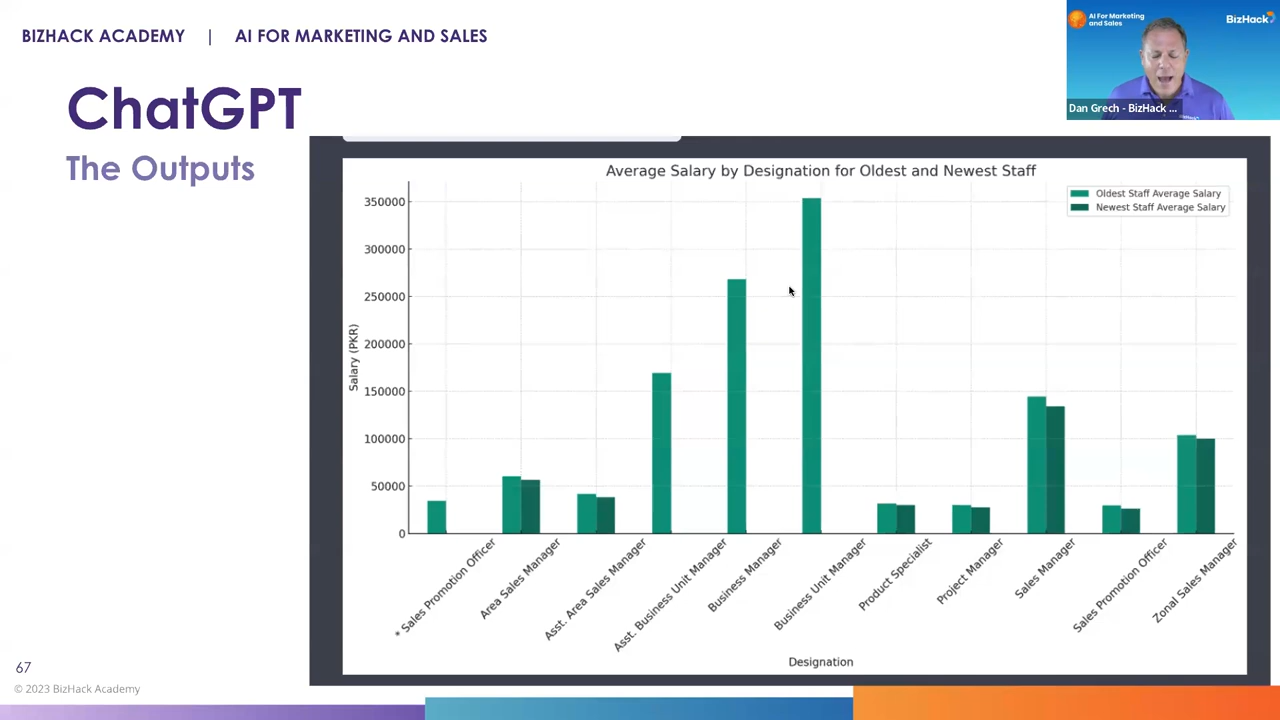 BIZHACK ACADEMY | AI FOR MARKETING AND SALES
AI For Marketing
and Sales
BizHack
Dan Grech - BizHack ...
ChatGPT
The Outputs
Average Salary by Designation for Oldest and Newest Staff
Oldest Staff Average Salary
Newest Staff Average Salary
Salary (PKR)
350000
300000
250000
200000
150000
100000
50000
0
* Sales Promotion Officer
Area Sales Manager
Asst. Area Sales Manager
Asst. Business Unit Manager
Business Manager
Business Unit Manager
Product Specialist
Project Manager
Sales Manager
Sales Promotion Officer
Zonal Sales Manager
Designation
67
© 2023 BizHack Academy